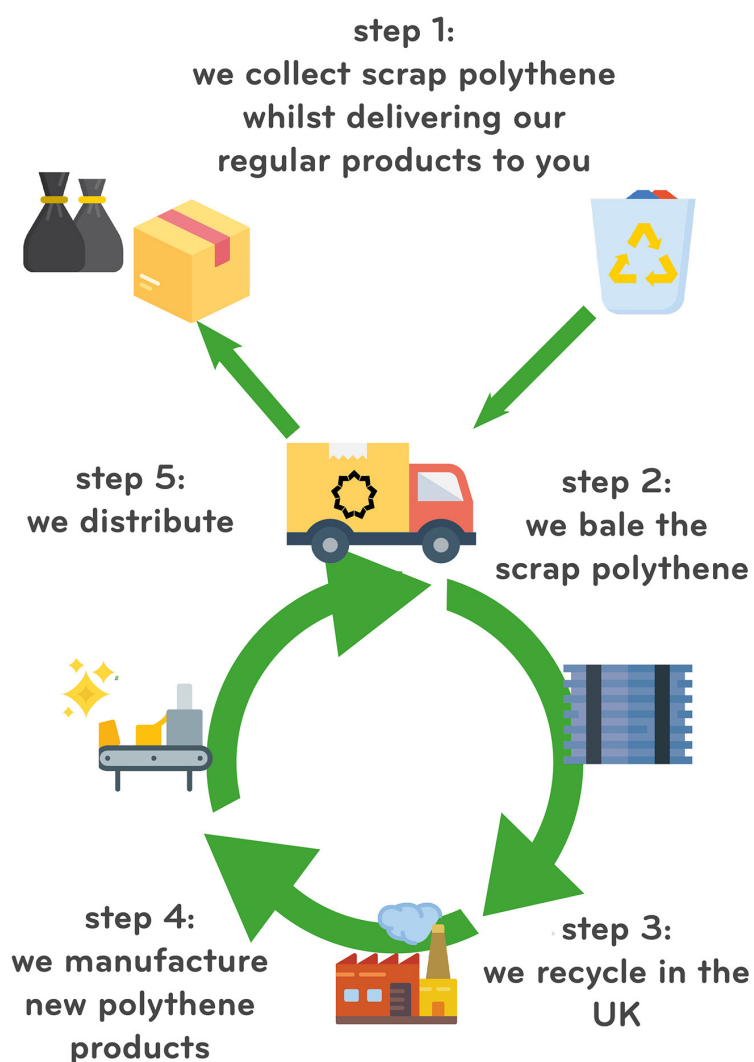 step 1:
we collect scrap polythene
whilst delivering our
regular products to you
step 2:
we bale the
scrap polythene
step 3:
we recycle in the
UK
step 4:
we manufacture
new polythene
products
step 5:
we distribute